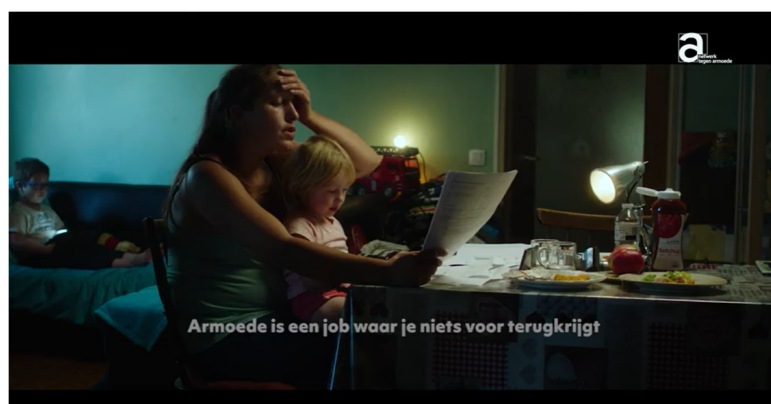 a
netwerk
tegen armoede
Armoede is een job waar je niets voor terugkrijgt